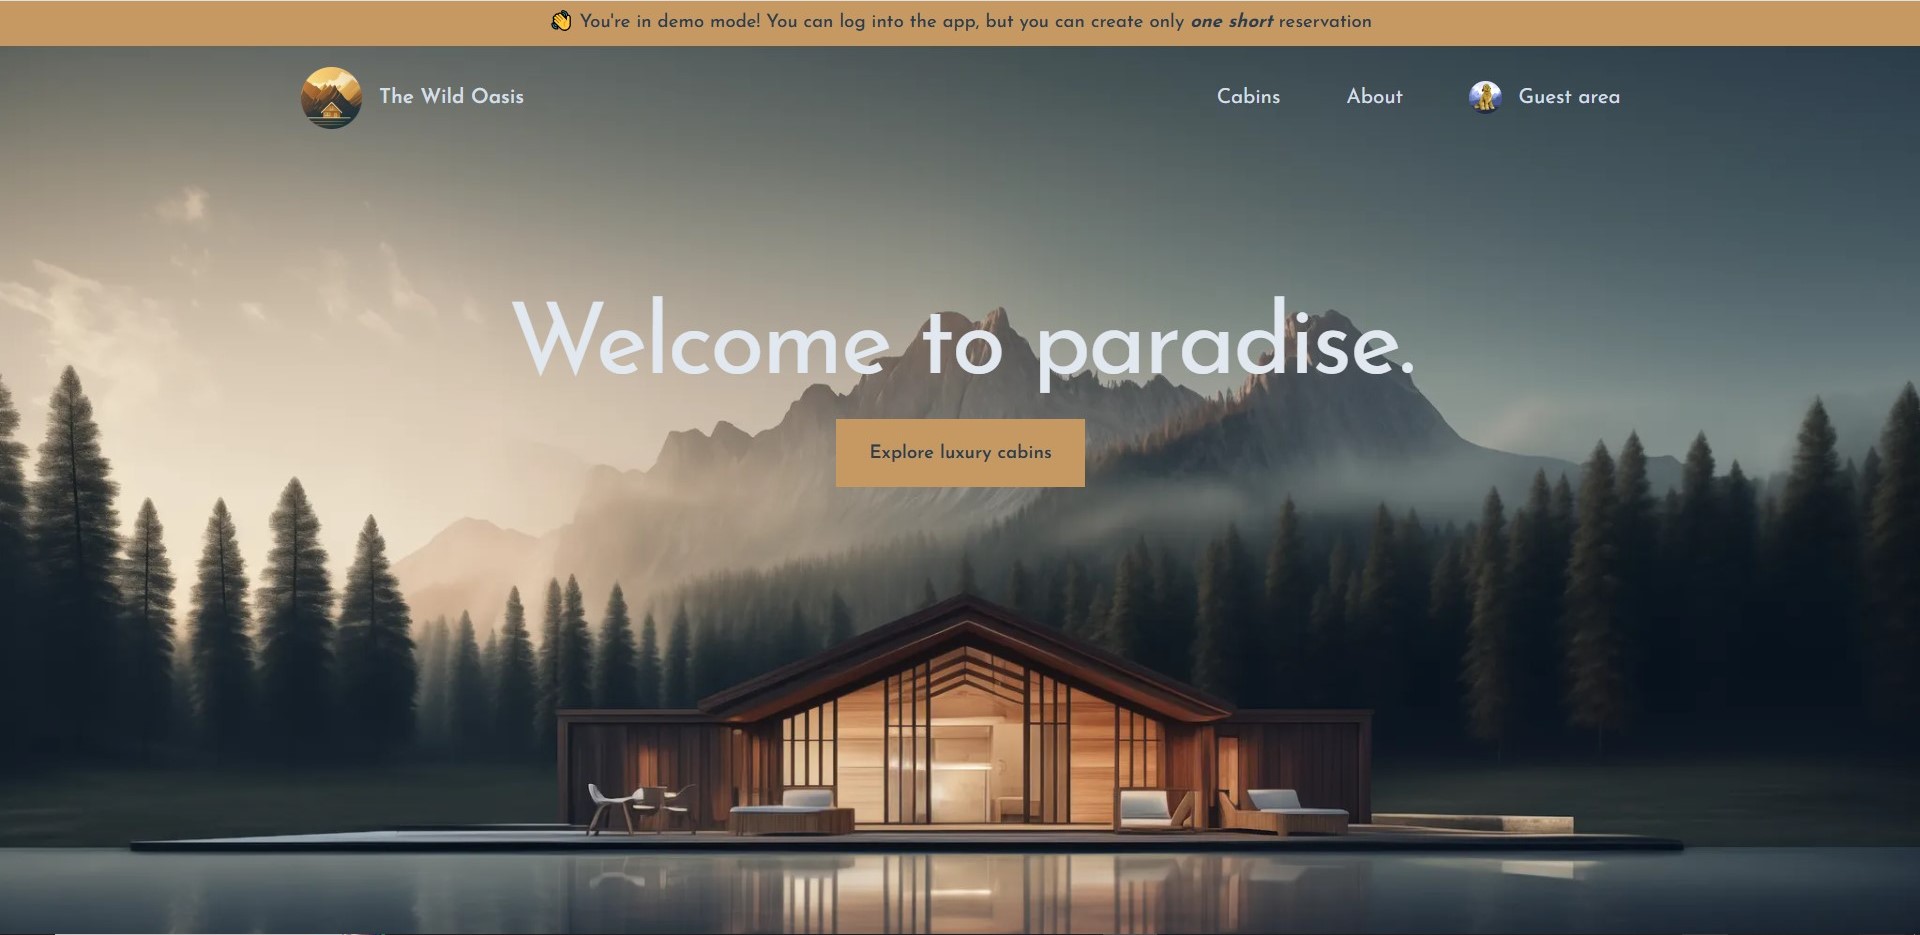 👋 You're in demo mode! You can log into the app, but you can create only one short reservation
The Wild Oasis
Cabins
About
Guest area
Welcome to paradise.
Explore luxury cabins